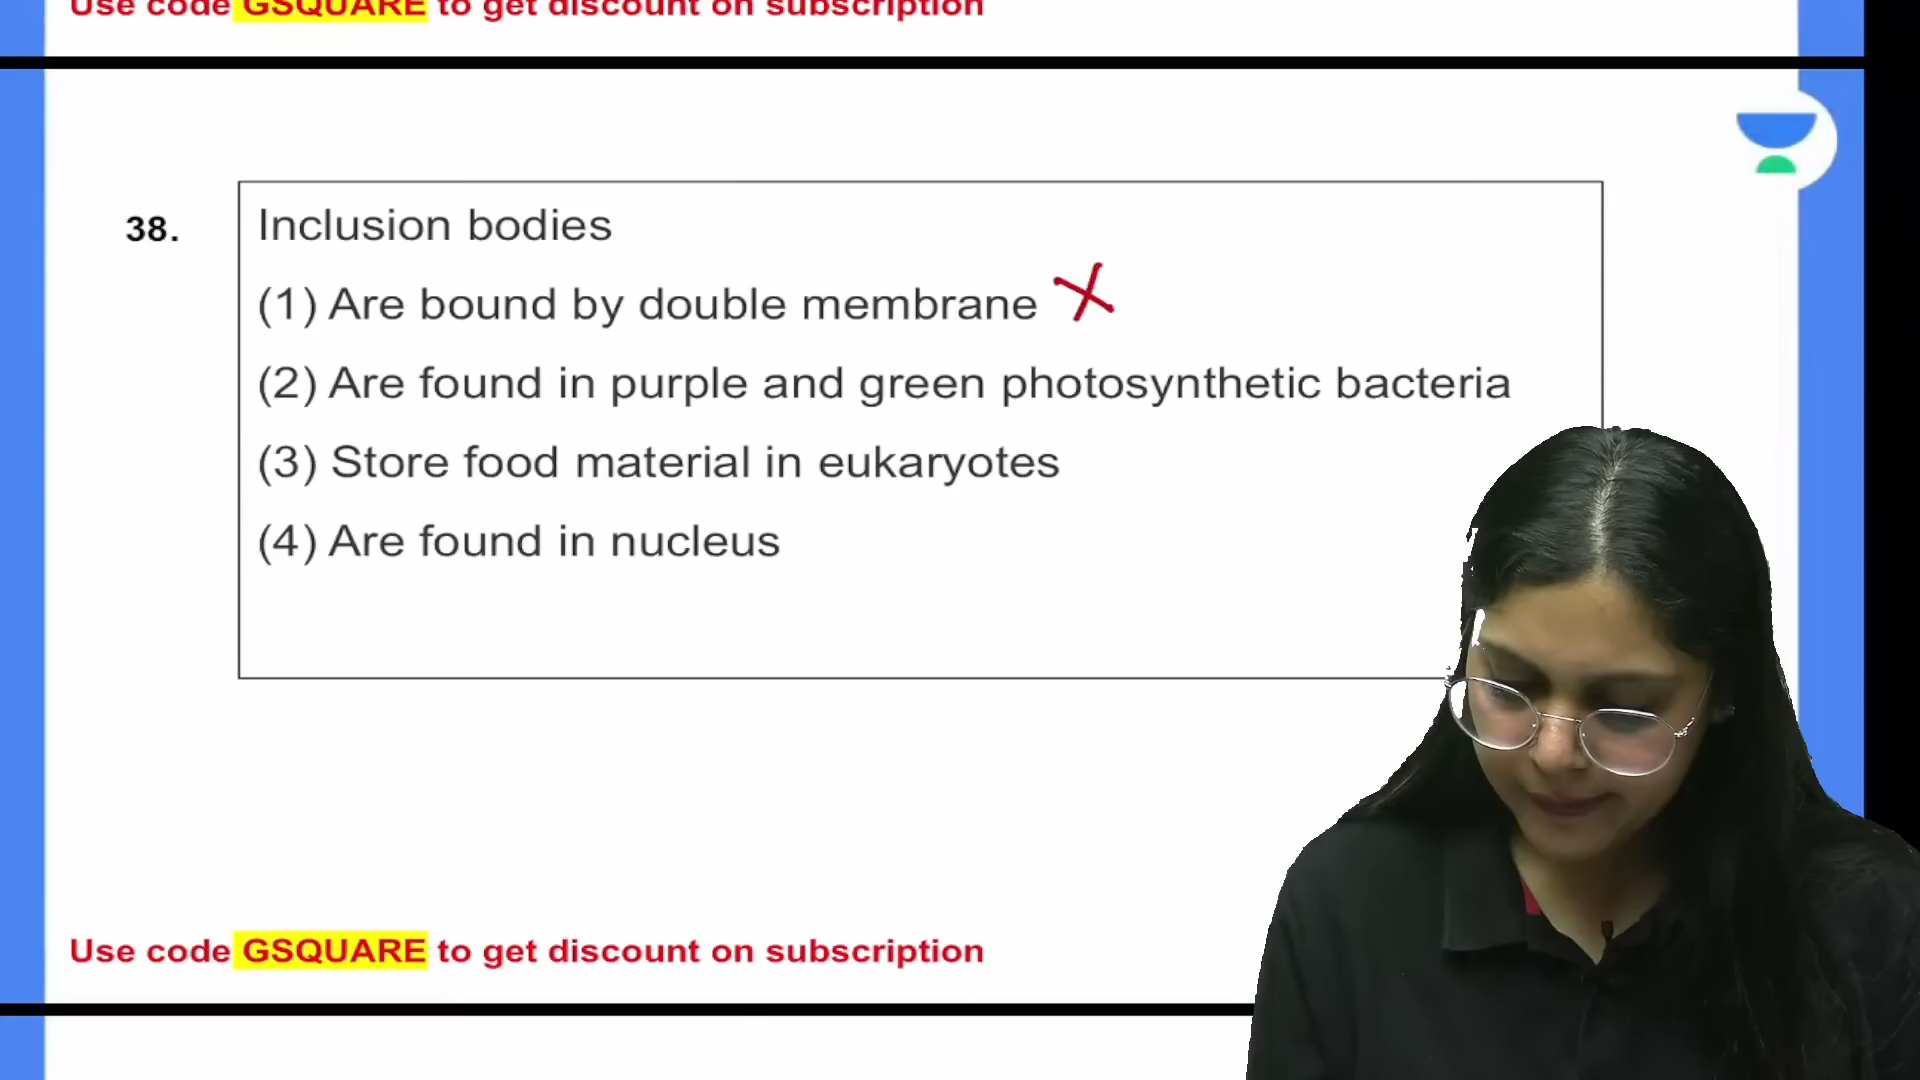 Use code GSQUARE to get discount on subscription
38.
Inclusion bodies
(1) Are bound by double membrane
(2) Are found in purple and green photosynthetic bacteria
(3) Store food material in eukaryotes
(4) Are found in nucleus
Use code GSQUARE to get discount on subscription